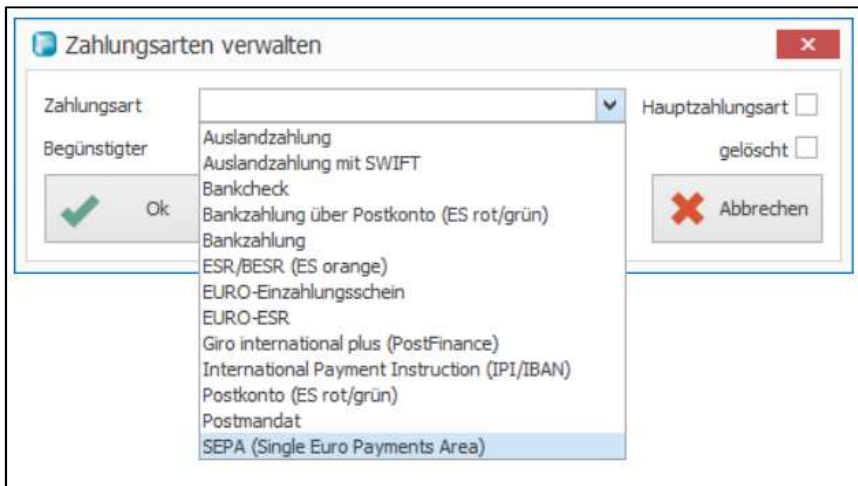 Zahlungsarten verwalten
Zahlungsart
Hauptzahlungsart
Begünstigter
gelöscht
Ok
Abbrechen
Auslandzahlung
Auslandzahlung mit SWIFT
Bankcheck
Bankzahlung über Postkonto (ES rot/grün)
Bankzahlung
ESR/BESR (ES orange)
EURO-Einzahlungsschein
EURO-ESR
Giro international plus (PostFinance)
International Payment Instruction (IPI/IBAN)
Postkonto (ES rot/grün)
Postmandat
SEPA (Single Euro Payments Area)